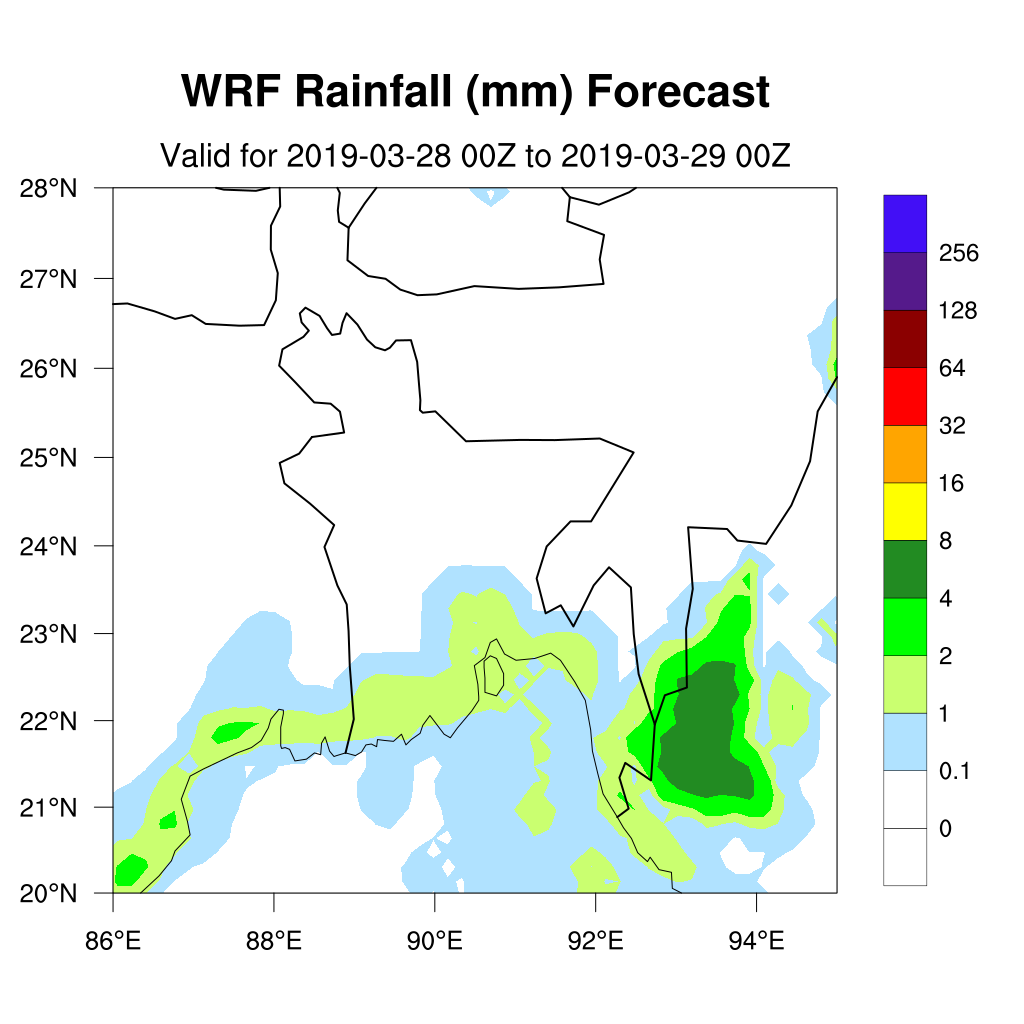 WRF Rainfall (mm) Forecast
Valid for 2019-03-28 00Z to 2019-03-29 00Z
28°N
27°N
26°N
25°N
24°N
23°N
22°N
21°N
20°N
86°E 88°E 90°E 92°E 94°E
256
128
64
32
16
8
4
2
1
0.1
0